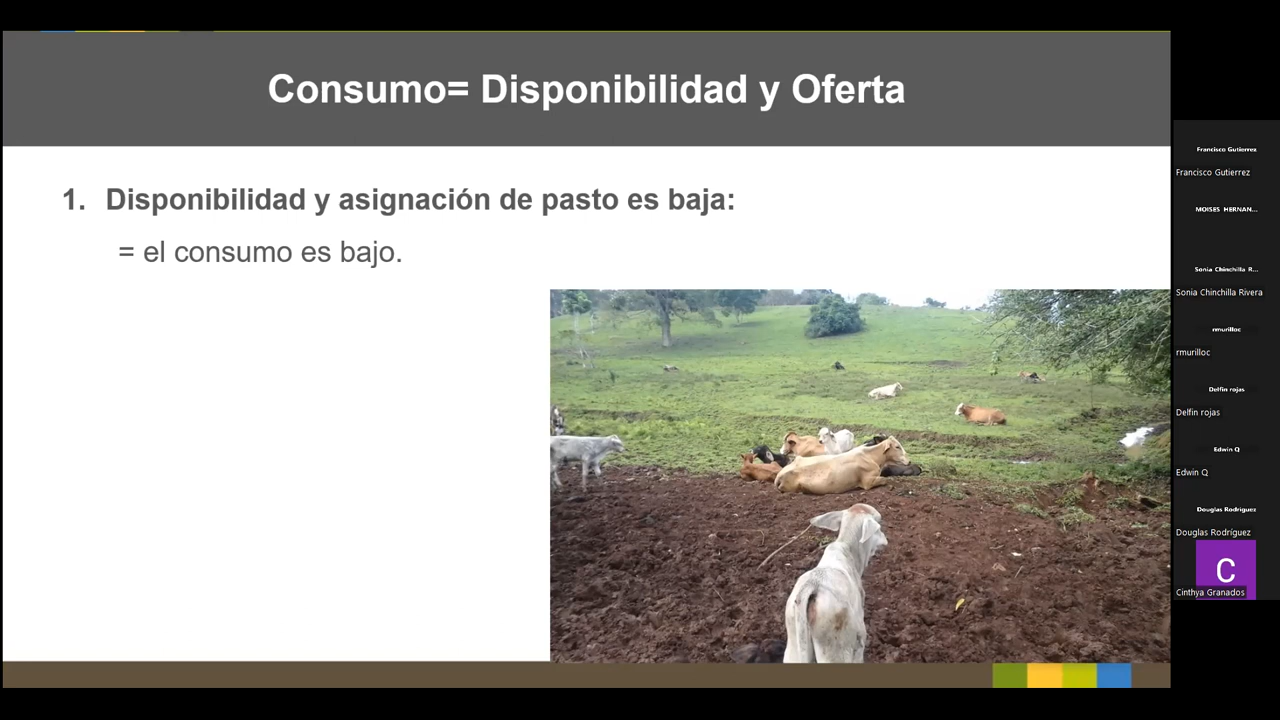 Consumo= Disponibilidad y Oferta
1. Disponibilidad y asignación de pasto es baja:
= el consumo es bajo.
Francisco Gutierrez
Francisco Gutierrez
MOISES HERNAN...
Sonia Chinchilla R...
Sonia Chinchilla Rivera
rmurilloc
rmurilloc
Delfin rojas
Delfin rojas
Edwin Q
Edwin Q
Douglas Rodríguez
Douglas Rodríguez
C
Cinthya Granados